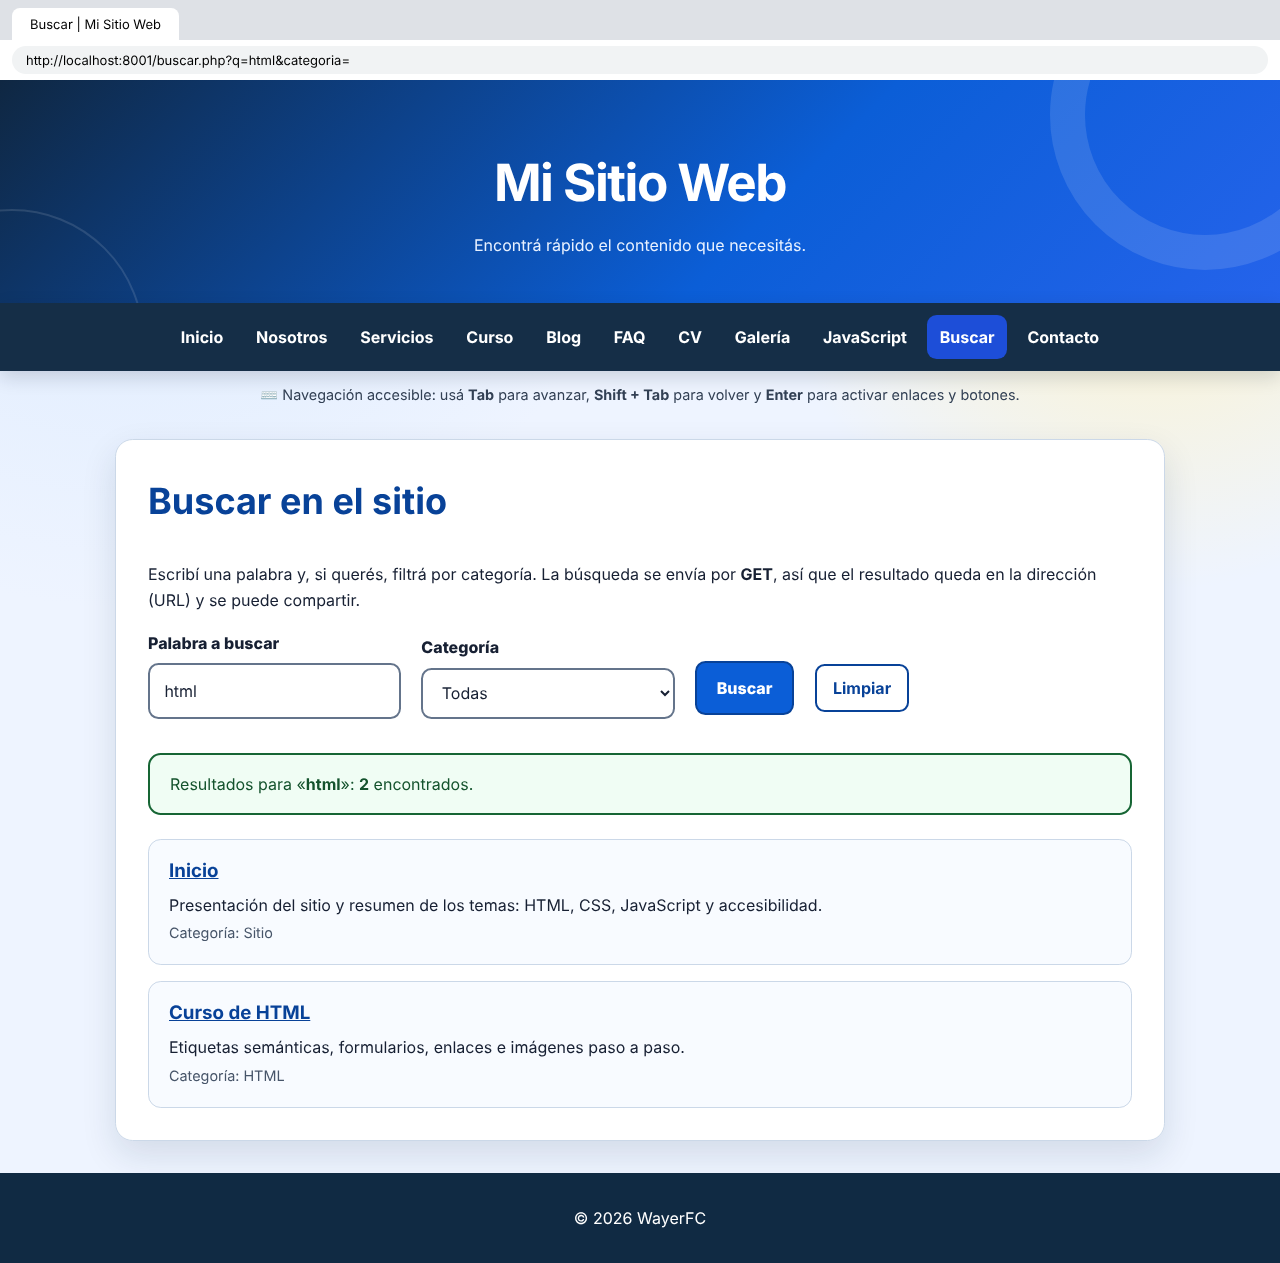 Buscar | Mi Sitio Web
http://localhost:8001/buscar.php?q=html&categoria=
Mi Sitio Web
Encontrá rápido el contenido que necesitás.
Inicio Nosotros Servicios Curso Blog FAQ CV Galería JavaScript Buscar Contacto
⌨️ Navegación accesible: usá Tab para avanzar, Shift + Tab para volver y Enter para activar enlaces y botones.
Buscar en el sitio
Escribí una palabra y, si querés, filtrá por categoría. La búsqueda se envía por GET, así que el resultado queda en la dirección
(URL) y se puede compartir.
Palabra a buscar
html
Categoría
Todas
Buscar
Limpiar
Resultados para «html»: 2 encontrados.
Inicio
Presentación del sitio y resumen de los temas: HTML, CSS, JavaScript y accesibilidad.
Categoría: Sitio
Curso de HTML
Etiquetas semánticas, formularios, enlaces e imágenes paso a paso.
Categoría: HTML
© 2026 WayerFC